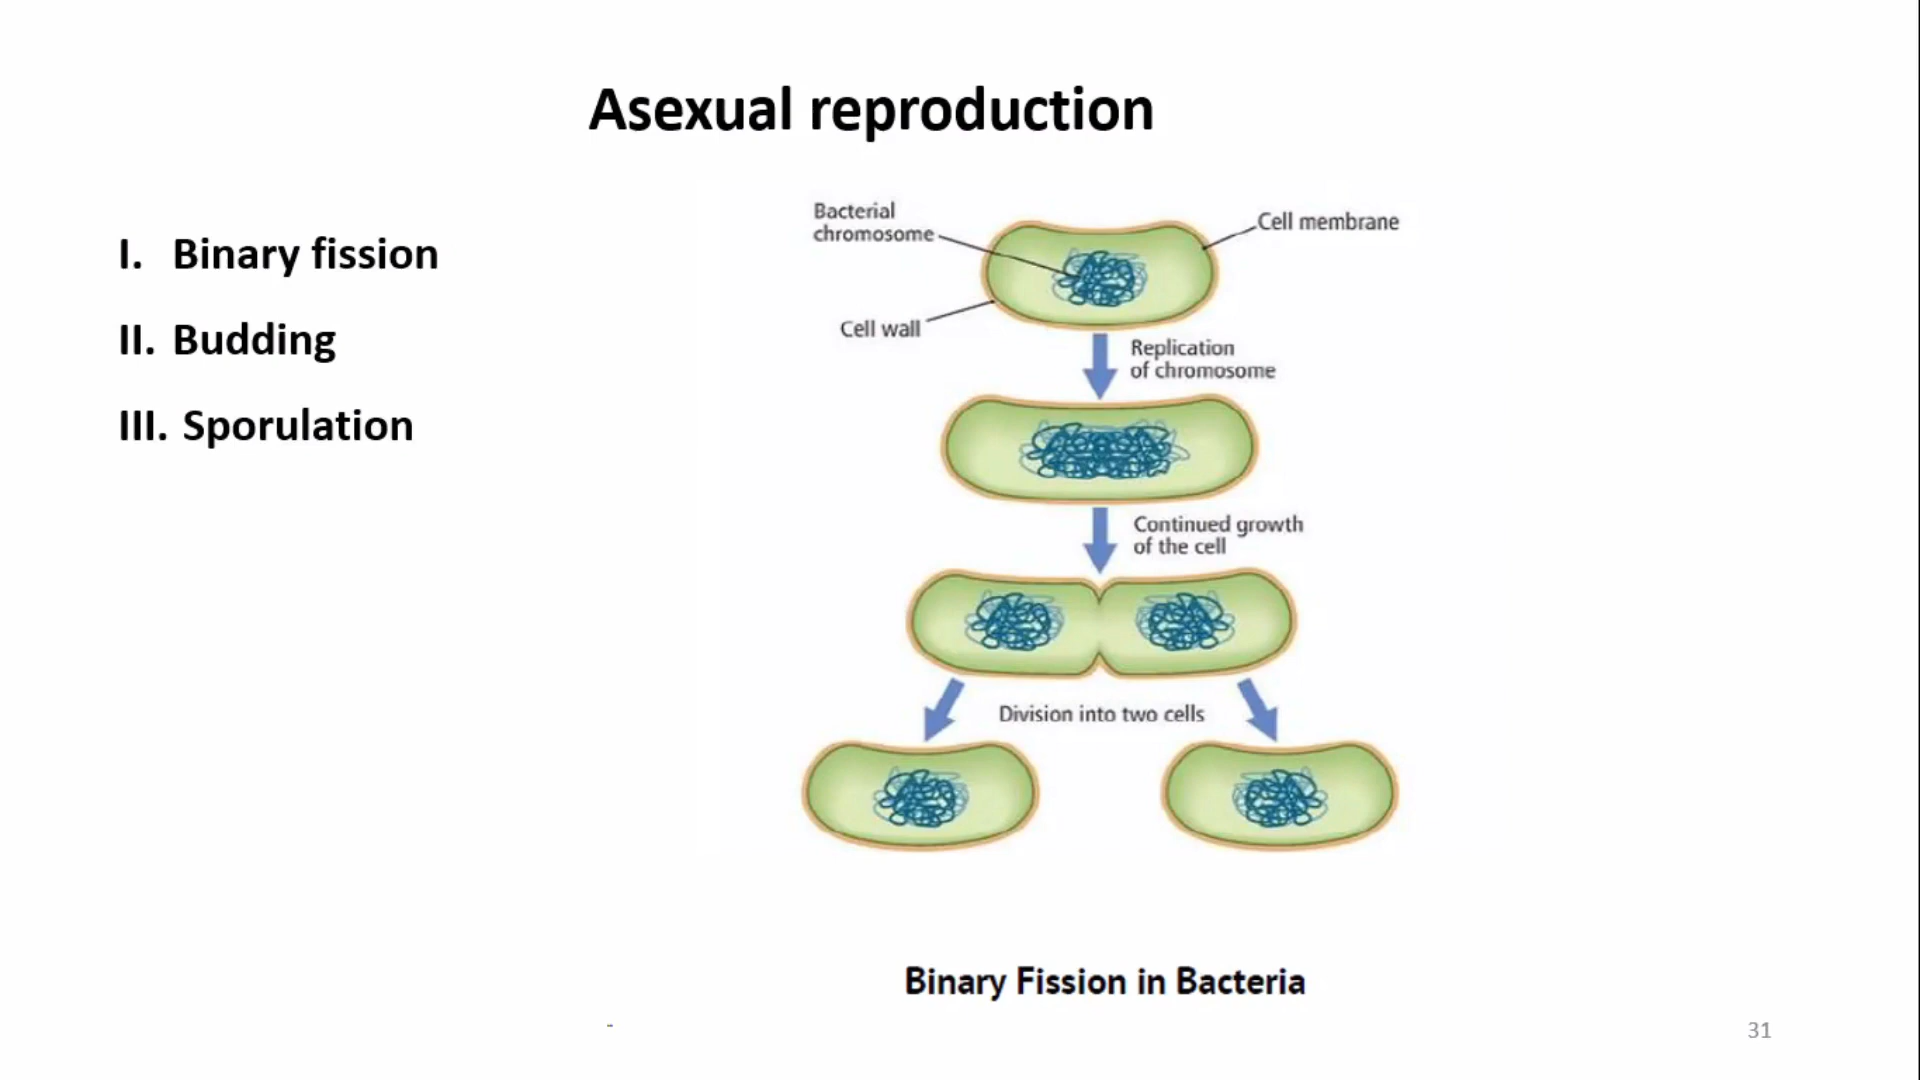 Asexual reproduction
I. Binary fission
II. Budding
III. Sporulation
Bacterial
chromosome
Cell membrane
Cell wall
Replication
of chromosome
Continued growth
of the cell
Division into two cells
Binary Fission in Bacteria
-
31